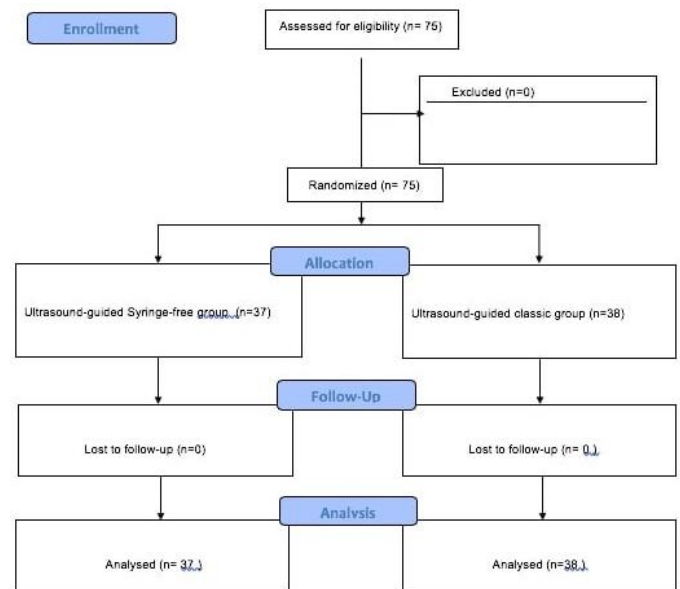 Enrollment
Assessed for eligibility (n= 75)
Excluded (n=0)
Randomized (n= 75)
Allocation
Ultrasound-guided Syringe-free group (n=37)
Ultrasound-guided classic group (n=38)
Follow-Up
Lost to follow-up (n=0)
Lost to follow-up (n= 0 )
Analysis
Analysed (n= 37 )
Analysed (n=38 )